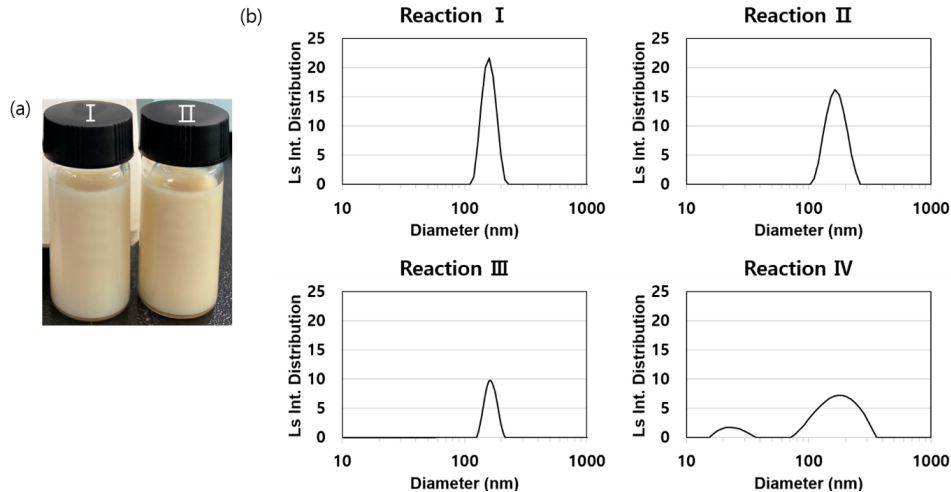 (a)
Ⅰ
Ⅱ
(b)
Reaction Ⅰ
Ls Int. Distribution
25
20
15
10
5
0
10
100
1000
Diameter (nm)
Reaction Ⅱ
Ls Int. Distribution
25
20
15
10
5
0
10
100
1000
Diameter (nm)
Reaction Ⅲ
Ls Int. Distribution
25
20
15
10
5
0
10
100
1000
Diameter (nm)
Reaction Ⅳ
Ls Int. Distribution
25
20
15
10
5
0
10
100
1000
Diameter (nm)